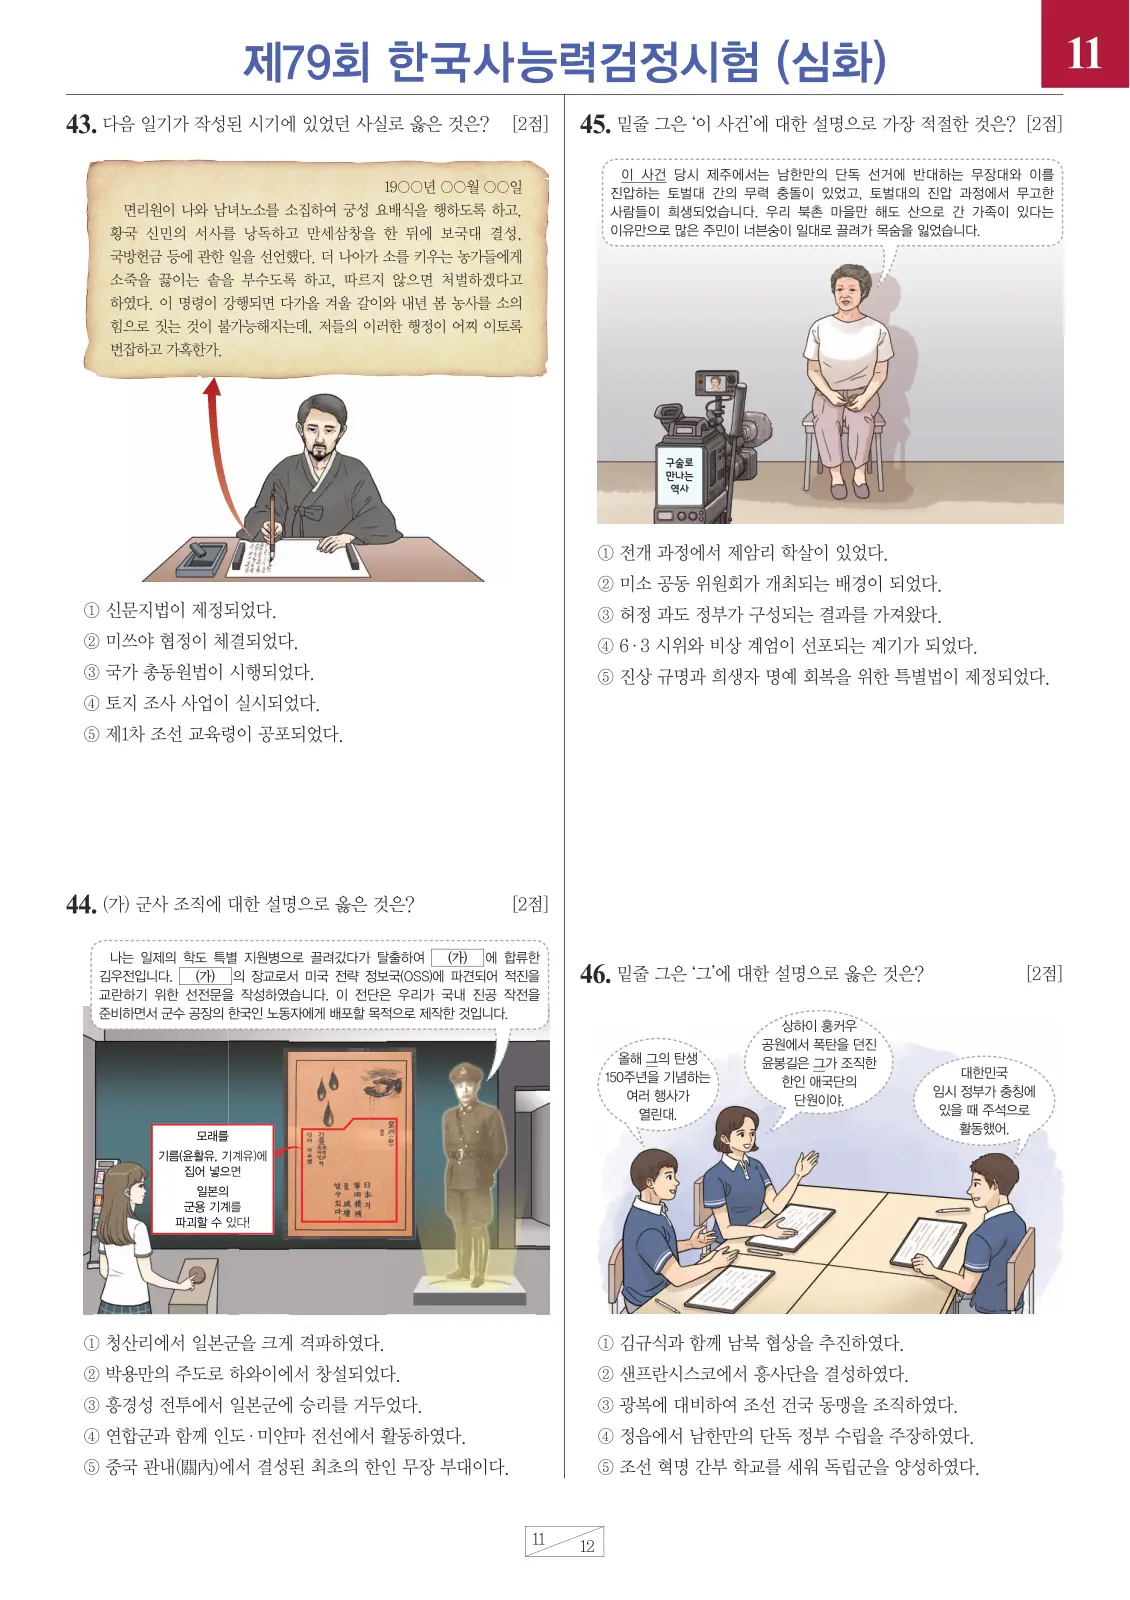 제79회 한국사능력검정시험 (심화)
11
43. 다음 일기가 작성된 시기에 있었던 사실로 옳은 것은? [2점]
19○○년 ○○월 ○○일
면리원이 나와 남녀노소를 소집하여 궁성 요배식을 행하도록 하고,
황국 신민의 서사를 낭독하고 만세삼창을 한 뒤에 보국대 결성,
국방헌금 등에 관한 일을 선언했다. 더 나아가 소를 키우는 농가들에게
소죽을 끓이는 솥을 부수도록 하고, 따르지 않으면 처벌하겠다고
하였다. 이 명령이 강행되면 다가올 겨울 갈이와 내년 봄 농사를 소의
힘으로 짓는 것이 불가능해지는데, 저들의 이러한 행정이 어찌 이토록
번잡하고 가혹한가.
① 신문지법이 제정되었다.
② 미쓰야 협정이 체결되었다.
③ 국가 총동원법이 시행되었다.
④ 토지 조사 사업이 실시되었다.
⑤ 제1차 조선 교육령이 공포되었다.
44. (가) 군사 조직에 대한 설명으로 옳은 것은? [2점]
나는 일제의 학도 특별 지원병으로 끌려갔다가 탈출하여 (가) 에 합류한
김우전입니다. (가) 의 장교로서 미국 전략 정보국(OSS)에 파견되어 적진을
교란하기 위한 선전문을 작성하였습니다. 이 전단은 우리가 국내 진공 작전을
준비하면서 군수 공장의 한국인 노동자에게 배포할 목적으로 제작한 것입니다.
모래를
기름(윤활유, 기계유)에
집어 넣으면
일본의
군용 기계를
파괴할 수 있다!
① 청산리에서 일본군을 크게 격파하였다.
② 박용만의 주도로 하와이에서 창설되었다.
③ 흥경성 전투에서 일본군에 승리를 거두었다.
④ 연합군과 함께 인도·미얀마 전선에서 활동하였다.
⑤ 중국 관내(關內)에서 결성된 최초의 한인 무장 부대이다.
45. 밑줄 그은 ‘이 사건’에 대한 설명으로 가장 적절한 것은? [2점]
이 사건 당시 제주에서는 남한만의 단독 선거에 반대하는 무장대와 이를
진압하는 토벌대 간의 무력 충돌이 있었고, 토벌대의 진압 과정에서 무고한
사람들이 희생되었습니다. 우리 북촌 마을만 해도 산으로 간 가족이 있다는
이유만으로 많은 주민이 너븐숭이 일대로 끌려가 목숨을 잃었습니다.
구술로
만나는
역사
① 전개 과정에서 제암리 학살이 있었다.
② 미소 공동 위원회가 개최되는 배경이 되었다.
③ 허정 과도 정부가 구성되는 결과를 가져왔다.
④ 6·3 시위와 비상 계엄이 선포되는 계기가 되었다.
⑤ 진상 규명과 희생자 명예 회복을 위한 특별법이 제정되었다.
46. 밑줄 그은 ‘그’에 대한 설명으로 옳은 것은? [2점]
올해 그의 탄생
150주년을 기념하는
여러 행사가
열린대.
상하이 훙커우
공원에서 폭탄을 던진
윤봉길은 그가 조직한
한인 애국단의
단원이야.
대한민국
임시 정부가 충칭에
있을 때 주석으로
활동했어.
① 김규식과 함께 남북 협상을 추진하였다.
② 샌프란시스코에서 흥사단을 결성하였다.
③ 광복에 대비하여 조선 건국 동맹을 조직하였다.
④ 정읍에서 남한만의 단독 정부 수립을 주장하였다.
⑤ 조선 혁명 간부 학교를 세워 독립군을 양성하였다.
11
12